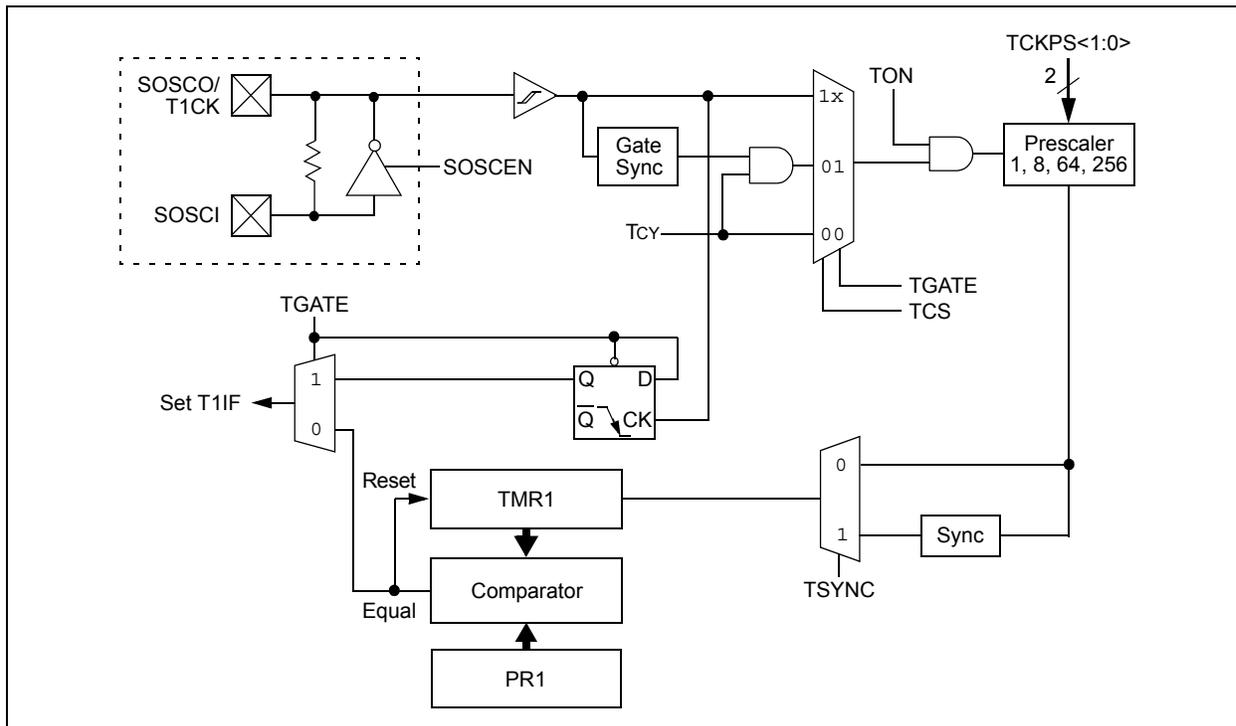 TCKPS<1:0>
2
SOSCO/
T1CK
TON
1x
Gate
Sync
Prescaler
1, 8, 64, 256
SOSCEN
01
SOSCI
TCY
00
TGATE
TCS
TGATE
1
Q
D
Set T1IF
Q
CK
0
0
Reset
TMR1
1
Sync
Comparator
TSYNC
Equal
PR1